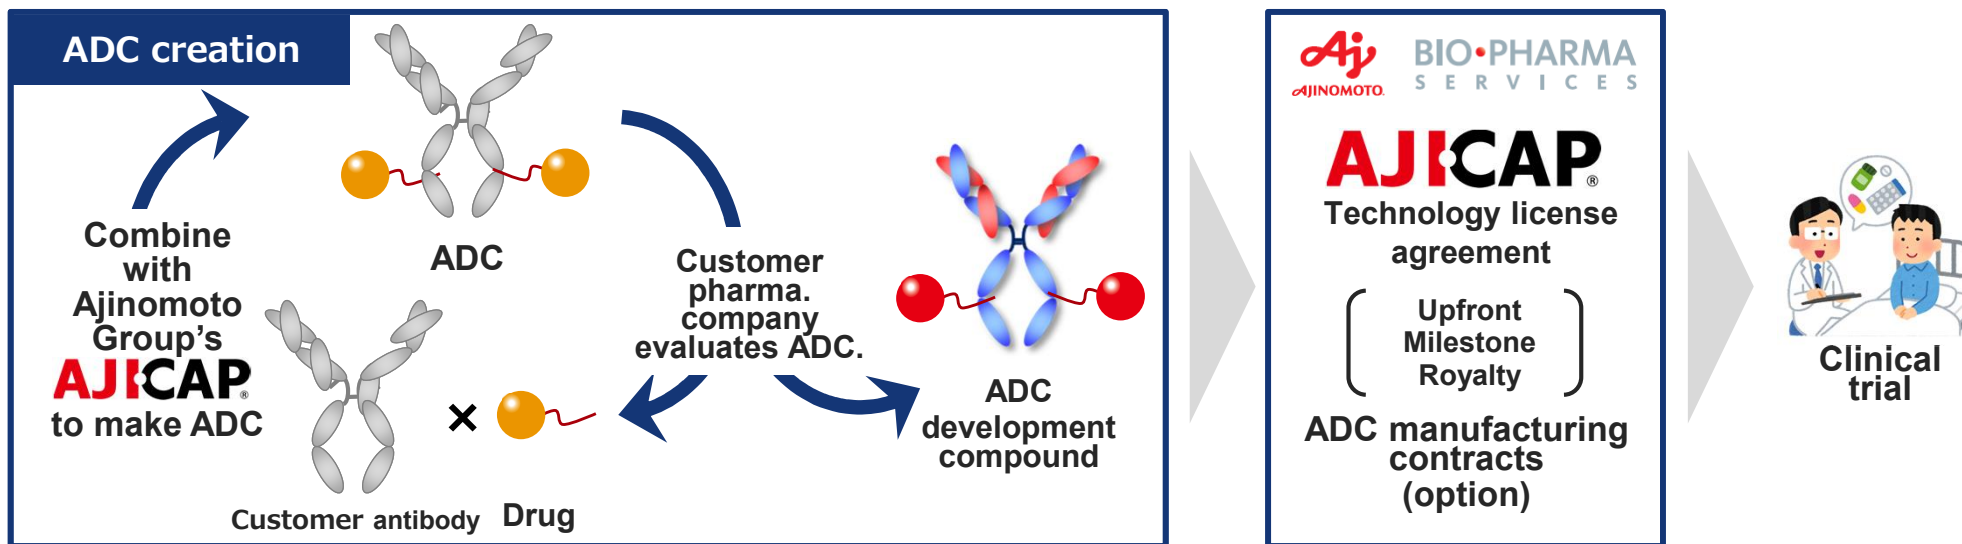 ADC creation
Combine
with
Ajinomoto
Group's
AJICAP®
to make ADC
ADC
Customer antibody
×
Drug
Customer
pharma.
company
evaluates ADC.
ADC
development
compound
Aj
AJINOMOTO.
BIO•PHARMA
SERVICES
AJICAP®
Technology license
agreement
Upfront
Milestone
Royalty
ADC manufacturing
contracts
(option)
Clinical
trial